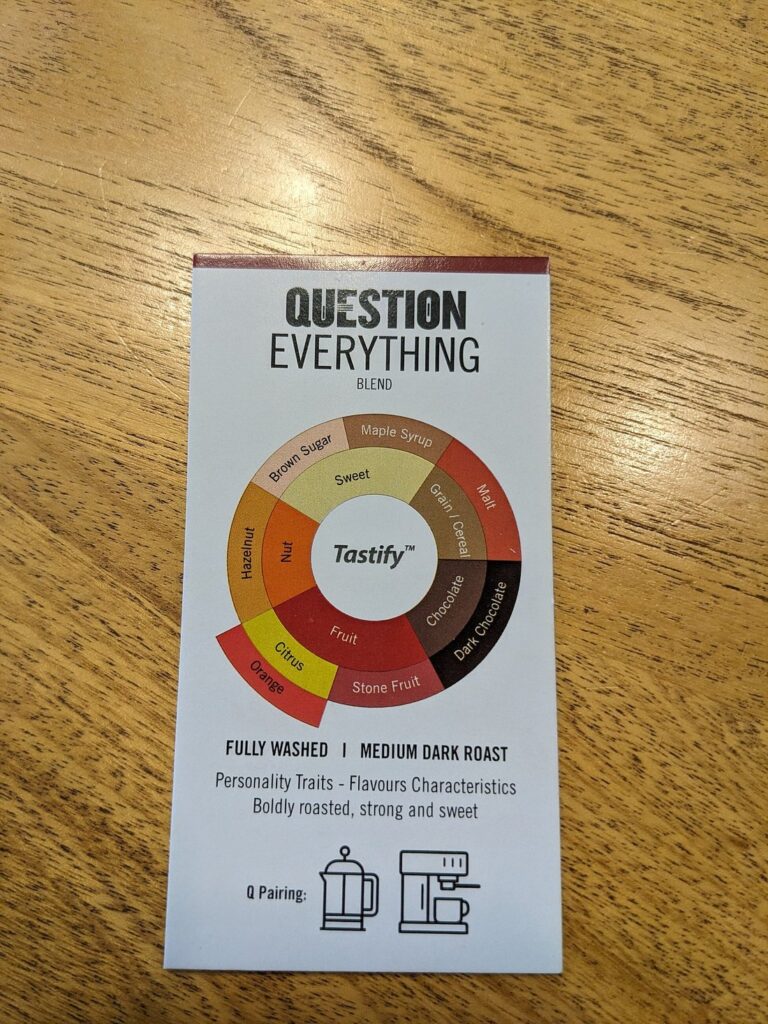 QUESTION
EVERYTHING
BLEND
Brown Sugar
Maple Syrup
Malt
Sweet
Grain / Cereal
Hazelnut
Nut
Tastify™
Chocolate
Dark Chocolate
Fruit
Citrus
Orange
Stone Fruit
FULLY WASHED | MEDIUM DARK ROAST
Personality Traits - Flavours Characteristics
Boldly roasted, strong and sweet
Q Pairing: